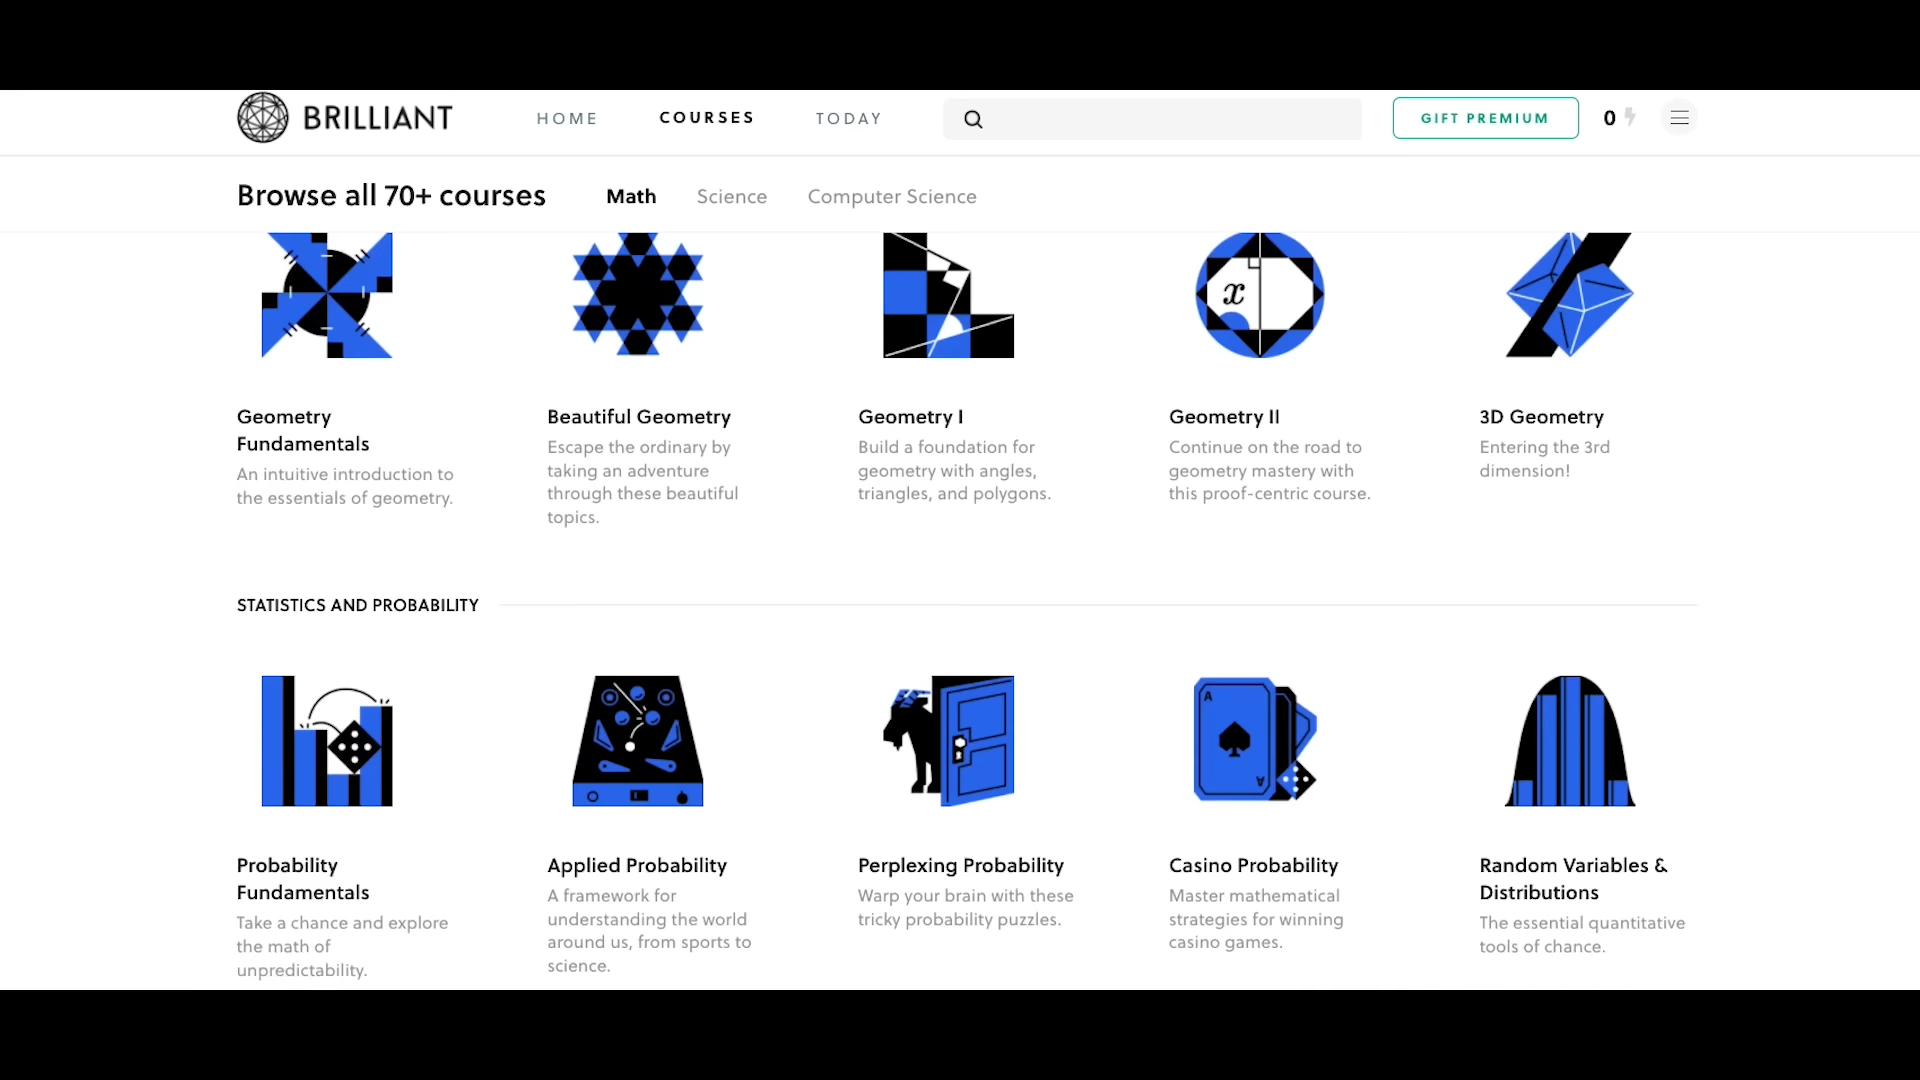 BRILLIANT
HOME
COURSES
TODAY
GIFT PREMIUM
0
Browse all 70+ courses
Math
Science
Computer Science
x
Geometry
Fundamentals
An intuitive introduction to
the essentials of geometry.
Beautiful Geometry
Escape the ordinary by
taking an adventure
through these beautiful
topics.
Geometry I
Build a foundation for
geometry with angles,
triangles, and polygons.
Geometry II
Continue on the road to
geometry mastery with
this proof-centric course.
3D Geometry
Entering the 3rd
dimension!
STATISTICS AND PROBABILITY
A
A
Probability
Fundamentals
Take a chance and explore
the math of
unpredictability.
Applied Probability
A framework for
understanding the world
around us, from sports to
science.
Perplexing Probability
Warp your brain with these
tricky probability puzzles.
Casino Probability
Master mathematical
strategies for winning
casino games.
Random Variables &
Distributions
The essential quantitative
tools of chance.